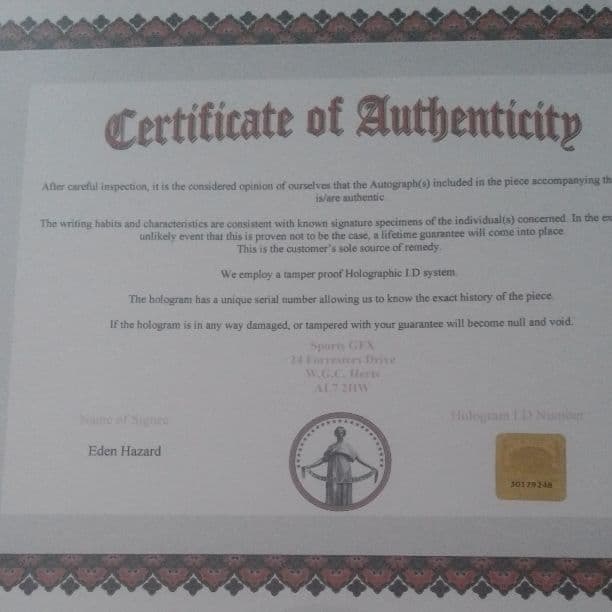 Certificate of Authenticity
After careful inspection, it is the considered opinion of ourselves that the Autograph(s) included in the piece accompanying
is/are authentic
The writing habits and characteristics are consistent with known signature specimens of the individual(s) concerned. In the
unlikely event that this is proven not to be the case, a lifetime guarantee will come into place
This is the customer's sole source of remedy.
We employ a tamper proof Holographic I.D system.
The hologram has a unique serial number allowing us to know the exact history of the piece.
If the hologram is in any way damaged, or tampered with your guarantee will become null and void.
Sports GFX
Forresters Drive
W.G.C. Herts
AL7 2HW
Name of Signee
Hologram I.D Number
Eden Hazard
30179248